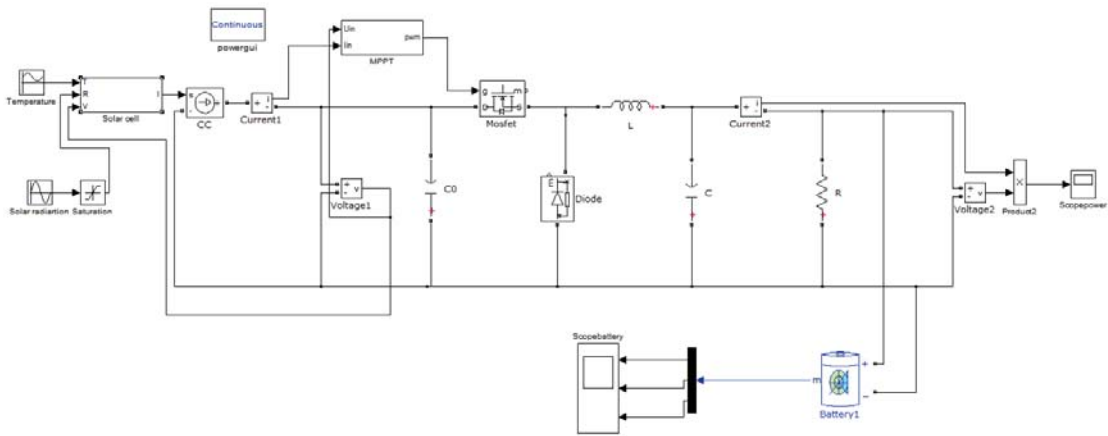 Continuous
powergui
Uin
Iin
pwm
MPPT
Temperature
T
R
V
I
Solar cell
CC
+ - i
Current1
g
m
D
S
Mosfet
L
+ - i
Current2
Solar radiartion
Saturation
+ - v
Voltage1
C0
Diode
C
R
+ - v
Voltage2
X
Product2
Scopepower
Scopebattery
m
+
-
Battery1